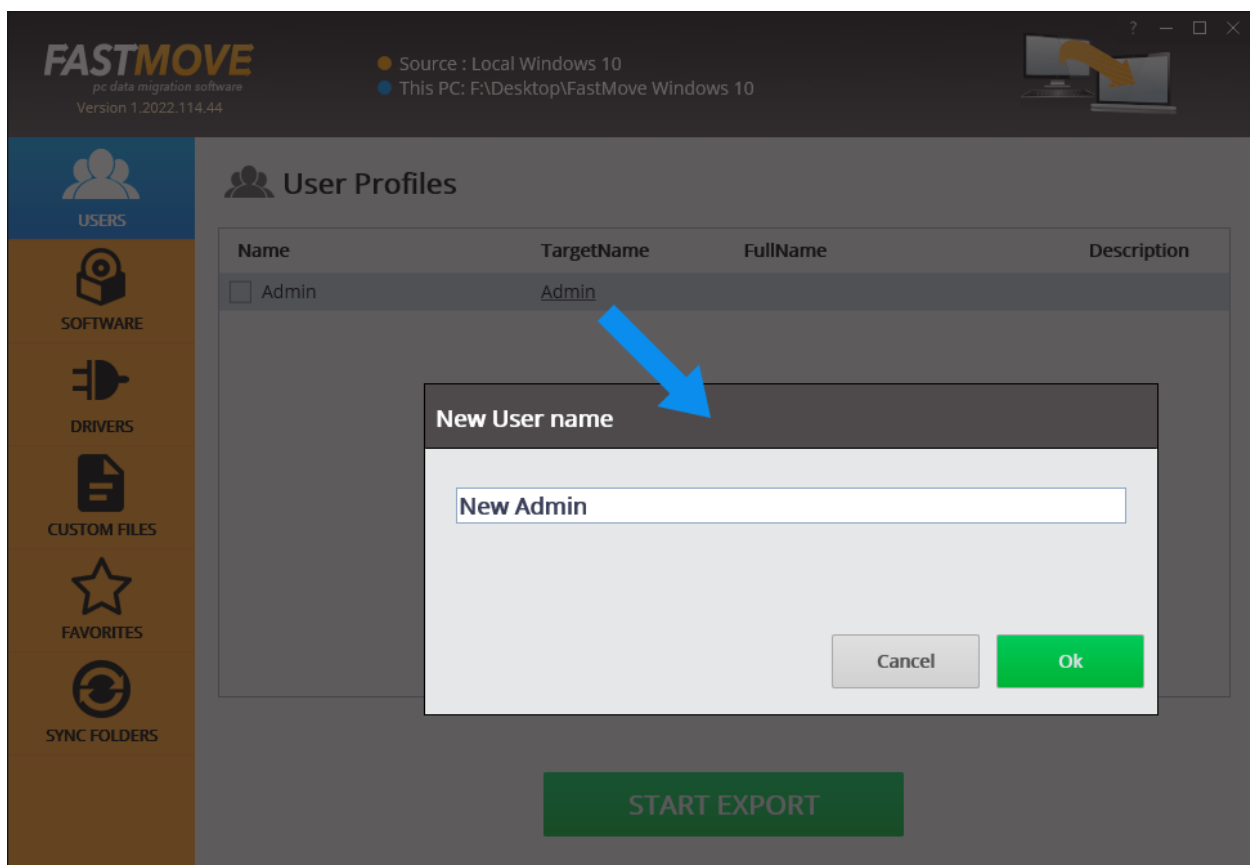 FASTMOVE
pc data migration software
Version 1.2022.114.44
Source : Local Windows 10
This PC: F:\Desktop\FastMove Windows 10
?
USERS
SOFTWARE
DRIVERS
CUSTOM FILES
FAVORITES
SYNC FOLDERS
User Profiles
Name TargetName FullName Description
Admin Admin
New User name
New Admin
Cancel Ok
START EXPORT